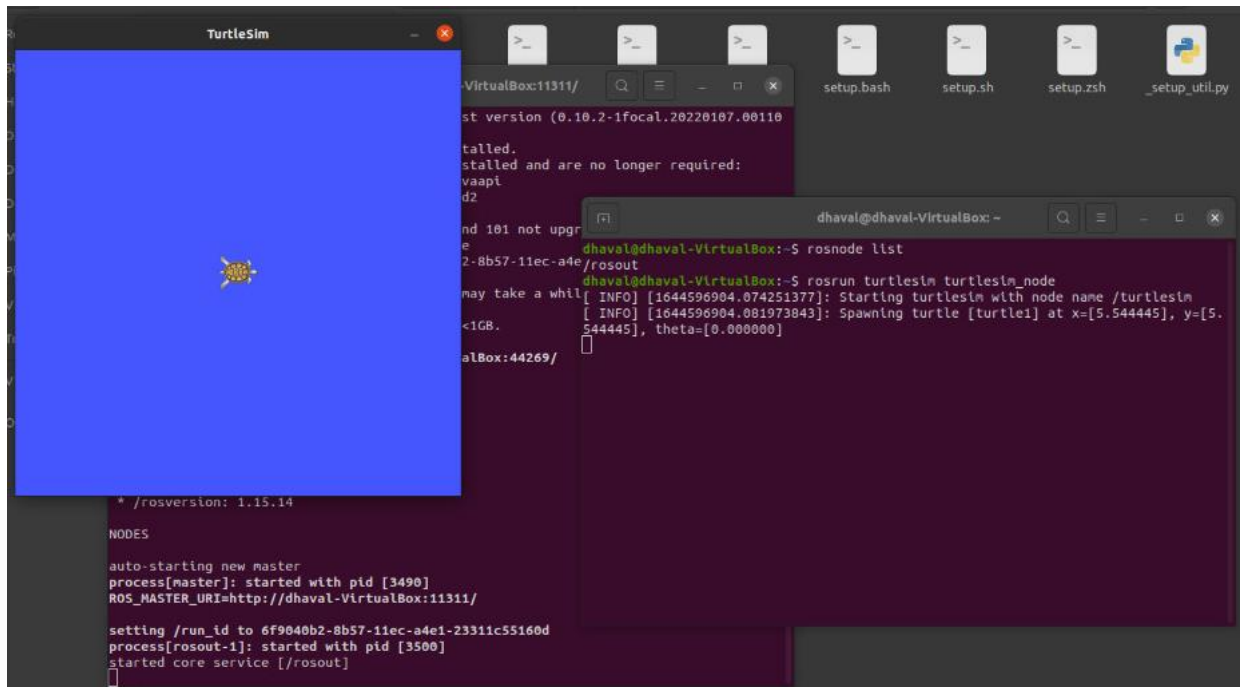 TurtleSim
setup.bash
setup.sh
setup.zsh
_setup_util.py
-VirtualBox:11311/
st version (0.10.2-1focal.20220107.00110
talled.
stalled and are no longer required:
vaapi
d2
nd 101 not upgr
e
2-8b57-11ec-a4e
may take a whil
<1GB.
alBox:44269/
* /rosversion: 1.15.14
NODES
auto-starting new master
process[master]: started with pid [3490]
ROS_MASTER_URI=http://dhaval-VirtualBox:11311/
setting /run_id to 6f9040b2-8b57-11ec-a4e1-23311c55160d
process[rosout-1]: started with pid [3500]
started core service [/rosout]
dhaval@dhaval-VirtualBox: ~
dhaval@dhaval-VirtualBox:~$ rosnode list
/rosout
dhaval@dhaval-VirtualBox:~$ rosrun turtlesim turtlesim_node
[ INFO] [1644596904.074251377]: Starting turtlesim with node name /turtlesim
[ INFO] [1644596904.081973843]: Spawning turtle [turtle1] at x=[5.544445], y=[5.
544445], theta=[0.000000]